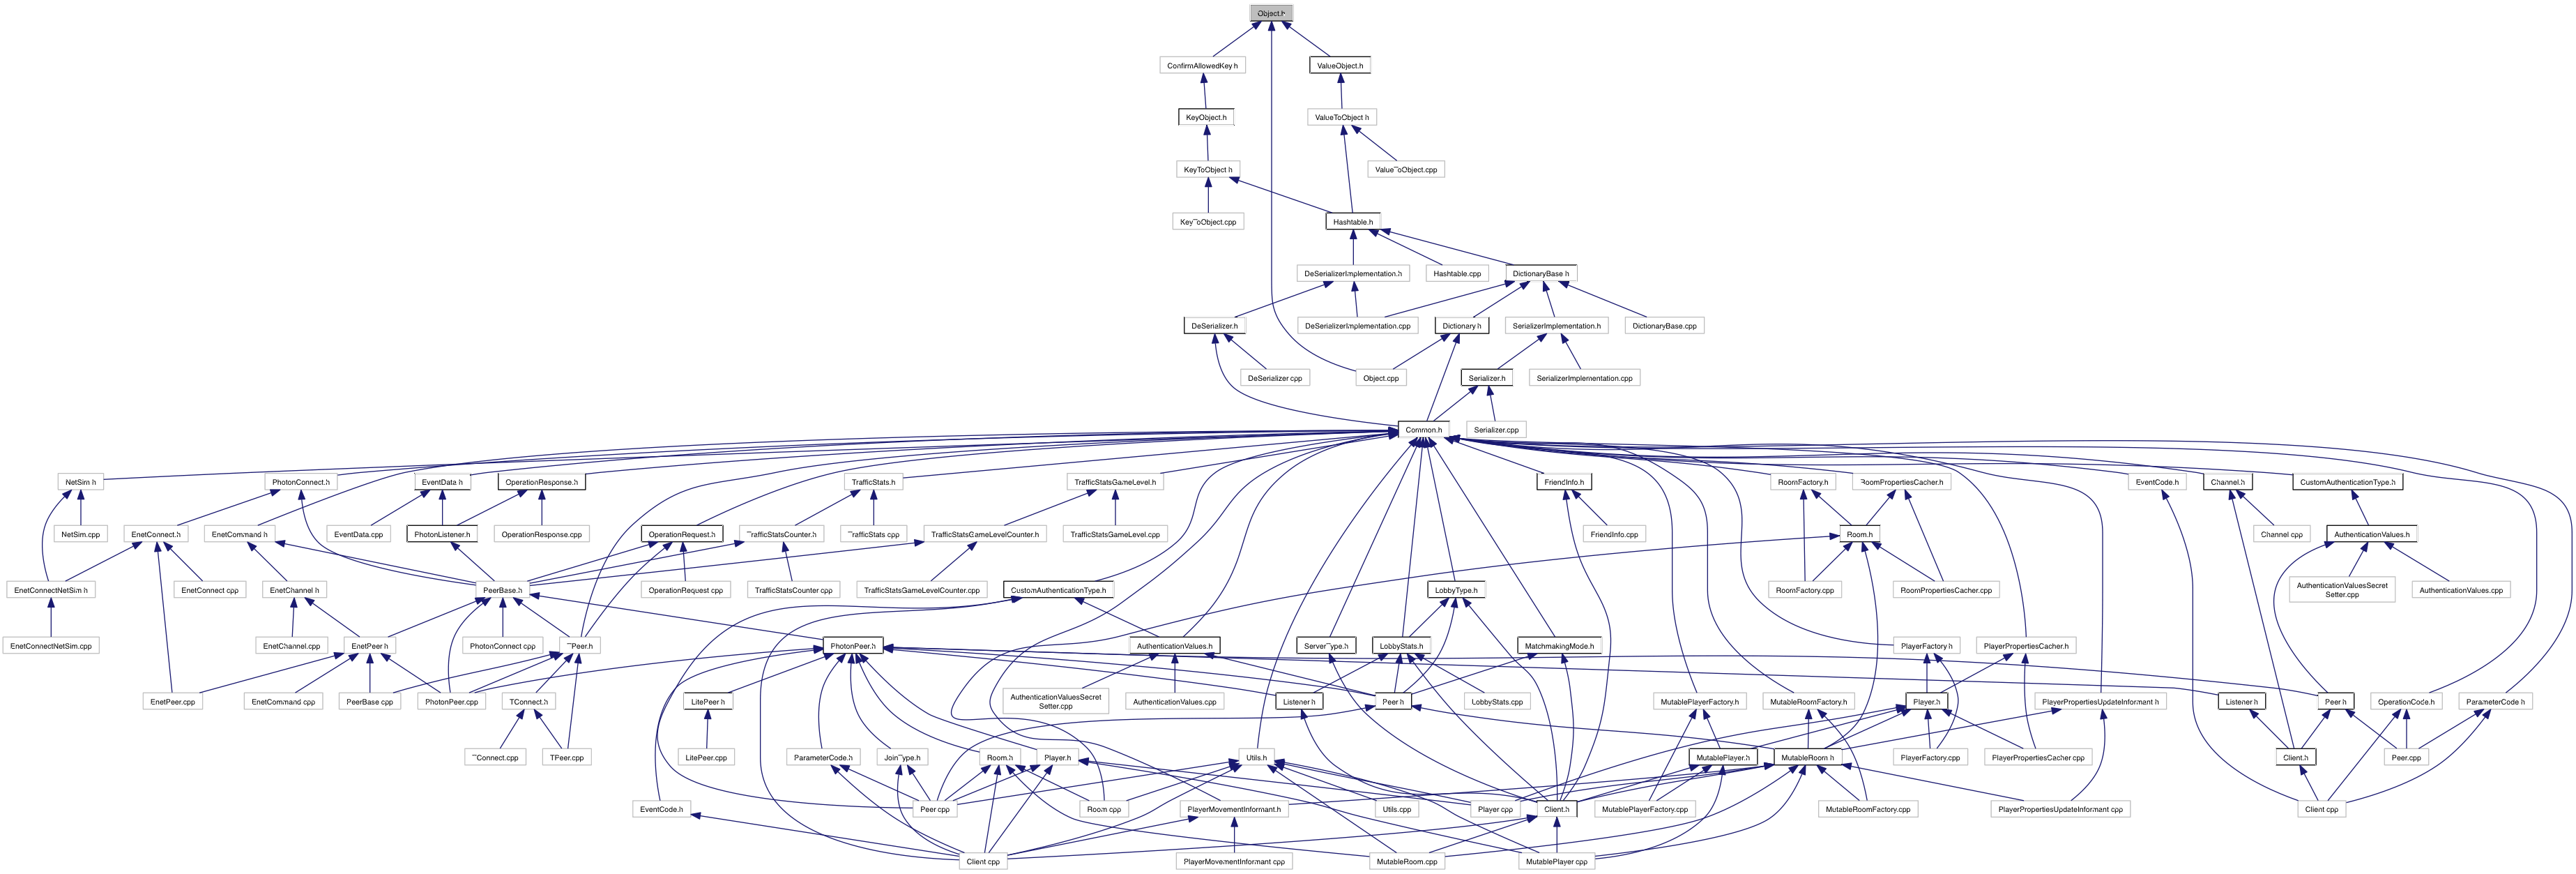 Object.h
ConfirmAllowedKey.h
ValueObject.h
KeyObject.h
ValueToObject.h
KeyToObject.h
ValueToObject.cpp
KeyToObject.cpp
Hashtable.h
DeSerializerImplementation.h
Hashtable.cpp
DictionaryBase.h
DeSerializer.h
DeSerializerImplementation.cpp
Dictionary.h
SerializerImplementation.h
DictionaryBase.cpp
DeSerializer.cpp
Object.cpp
Serializer.h
SerializerImplementation.cpp
Common.h
Serializer.cpp
NetSim.h
PhotonConnect.h
EventData.h
OperationResponse.h
TrafficStats.h
TrafficStatsGameLevel.h
FriendInfo.h
RoomFactory.h
RoomPropertiesCacher.h
EventCode.h
Channel.h
CustomAuthenticationType.h
NetSim.cpp
EnetConnect.h
EnetCommand.h
EventData.cpp
PhotonListener.h
OperationResponse.cpp
OperationRequest.h
TrafficStatsCounter.h
TrafficStats.cpp
TrafficStatsGameLevelCounter.h
TrafficStatsGameLevel.cpp
FriendInfo.cpp
Room.h
Channel.cpp
AuthenticationValues.h
EnetConnectNetSim.h
EnetConnect.cpp
EnetChannel.h
PeerBase.h
OperationRequest.cpp
TrafficStatsCounter.cpp
TrafficStatsGameLevelCounter.cpp
CustomAuthenticationType.h
LobbyType.h
RoomFactory.cpp
RoomPropertiesCacher.cpp
AuthenticationValuesSecret
Setter.cpp
AuthenticationValues.cpp
EnetConnectNetSim.cpp
EnetChannel.cpp
EnetPeer.h
PhotonConnect.cpp
TPeer.h
PhotonPeer.h
AuthenticationValues.h
ServerType.h
LobbyStats.h
MatchmakingMode.h
PlayerFactory.h
PlayerPropertiesCacher.h
EnetPeer.cpp
EnetCommand.cpp
PeerBase.cpp
PhotonPeer.cpp
TConnect.h
LitePeer.h
AuthenticationValuesSecret
Setter.cpp
AuthenticationValues.cpp
Listener.h
Peer.h
LobbyStats.cpp
MutablePlayerFactory.h
MutableRoomFactory.h
Player.h
PlayerPropertiesUpdateInformant.h
Listener.h
Peer.h
OperationCode.h
ParameterCode.h
TConnect.cpp
TPeer.cpp
LitePeer.cpp
ParameterCode.h
JoinType.h
Room.h
Player.h
Utils.h
MutablePlayer.h
MutableRoom.h
PlayerFactory.cpp
PlayerPropertiesCacher.cpp
Client.h
Peer.cpp
EventCode.h
Peer.cpp
Room.cpp
PlayerMovementInformant.h
Utils.cpp
Player.cpp
Client.h
MutablePlayerFactory.cpp
MutableRoomFactory.cpp
PlayerPropertiesUpdateInformant.cpp
Client.cpp
Client.cpp
PlayerMovementInformant.cpp
MutableRoom.cpp
MutablePlayer.cpp